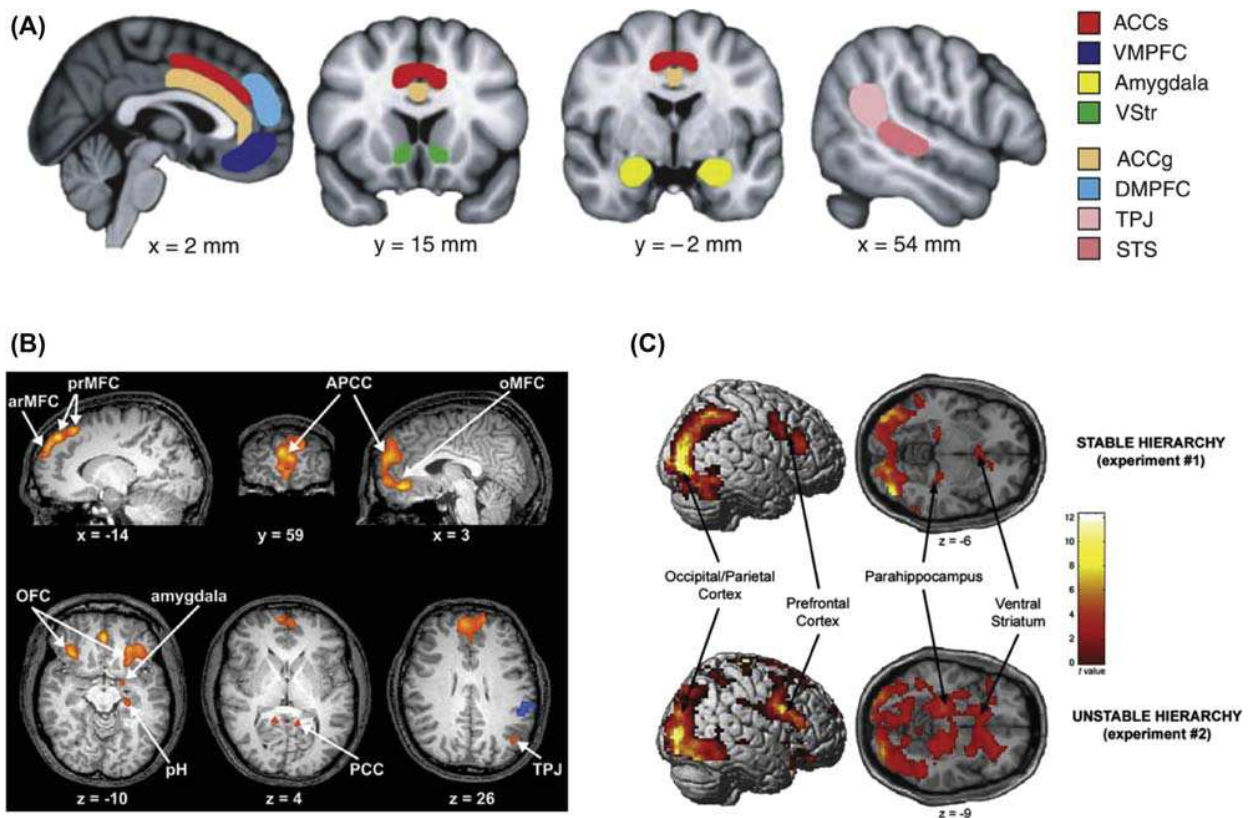 (A)
ACCs
VMPFC
Amygdala
VStr
ACCg
DMPFC
TPJ
STS
x = 2 mm
y = 15 mm
y = – 2 mm
x = 54 mm
(B)
prMFC
arMFC
APCC
oMFC
x = -14
y = 59
x = 3
OFC
amygdala
pH
PCC
TPJ
z = -10
z = 4
z = 26
(C)
STABLE HIERARCHY
(experiment #1)
z = -6
Occipital/Parietal
Cortex
Prefrontal
Cortex
Parahippocampus
Ventral
Striatum
12
10
8
6
4
2
0
t value
UNSTABLE HIERARCHY
(experiment #2)
z = -9